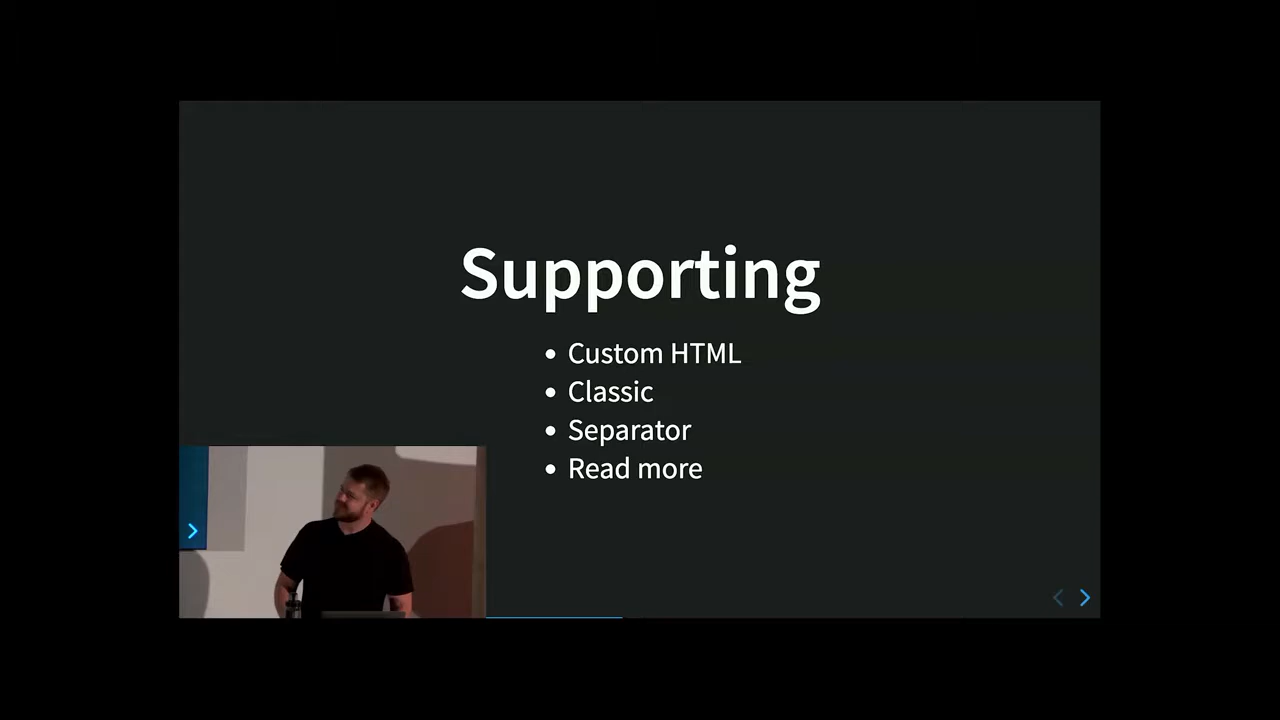 Supporting
• Custom HTML
• Classic
• Separator
• Read more